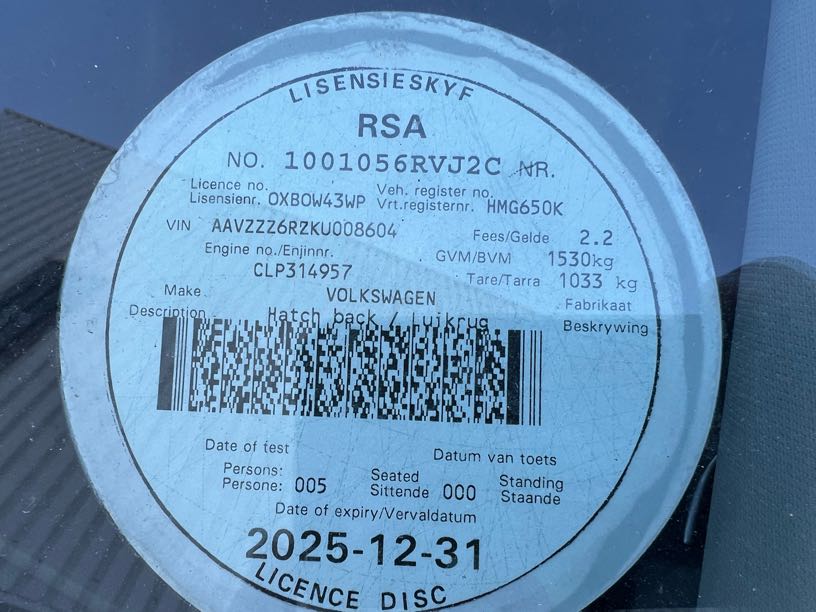 LISENSIESKYF
RSA
NO. 1001056RVJ2C NR.
Licence no. Veh. register no.
Lisensienr. OXBOW43WP Vrt.registernr. HMG650K
VIN AAVZZZ6RZKU008604 Fees/Gelde 2.2
Engine no./Enjinnr. GVM/BVM 1530kg
CLP314957 Tare/Tarra 1033 kg
Make VOLKSWAGEN Fabrikaat
Description Hatch back / Luikrug Beskrywing
Date of test Datum van toets
Persons: Seated Standing
Persone: 005 Sittende 000 Staande
Date of expiry/Vervaldatum
2025-12-31
LICENCE DISC